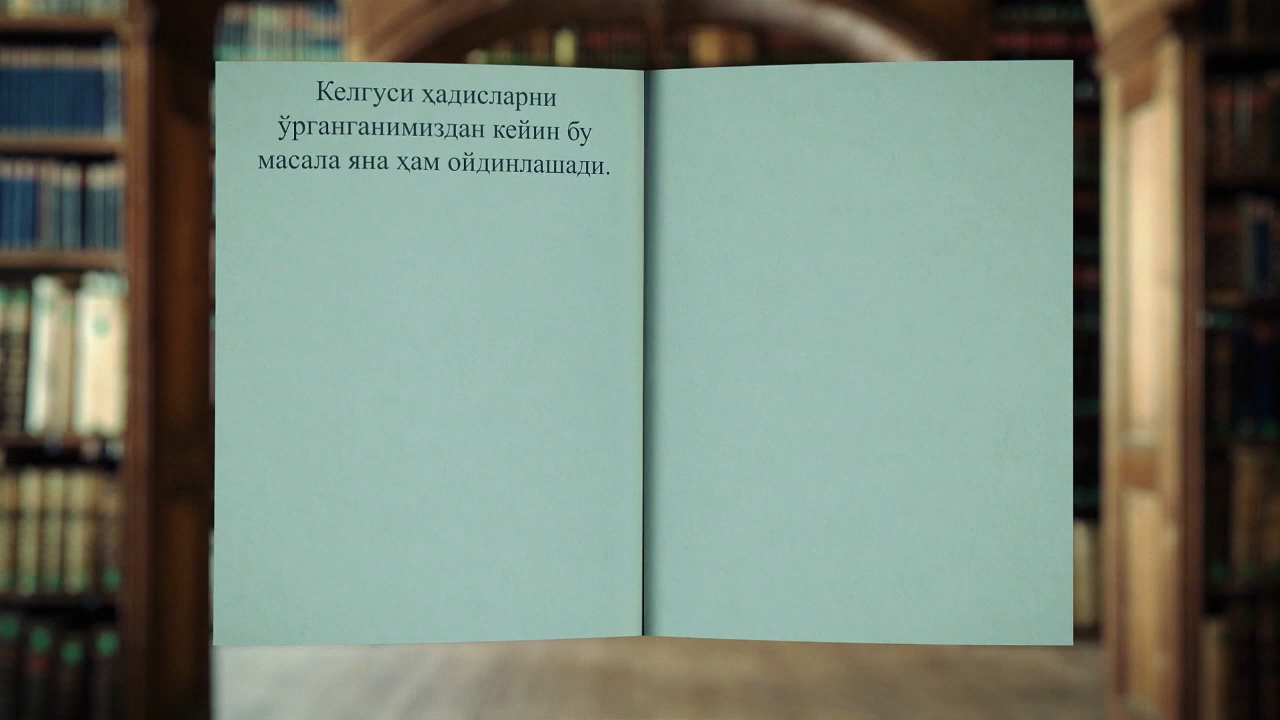 Келгуси ҳадисларни
ўрганганимиздан кейин бу
масала яна ҳам ойдинлашади.